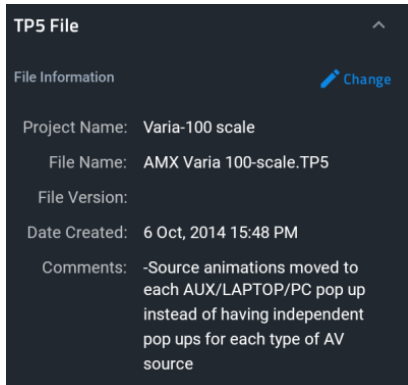 TP5 File
File Information
Change
Project Name: Varia-100 scale
File Name: AMX Varia 100-scale.TP5
File Version:
Date Created: 6 Oct, 2014 15:48 PM
Comments: -Source animations moved to
each AUX/LAPTOP/PC pop up
instead of having independent
pop ups for each type of AV
source